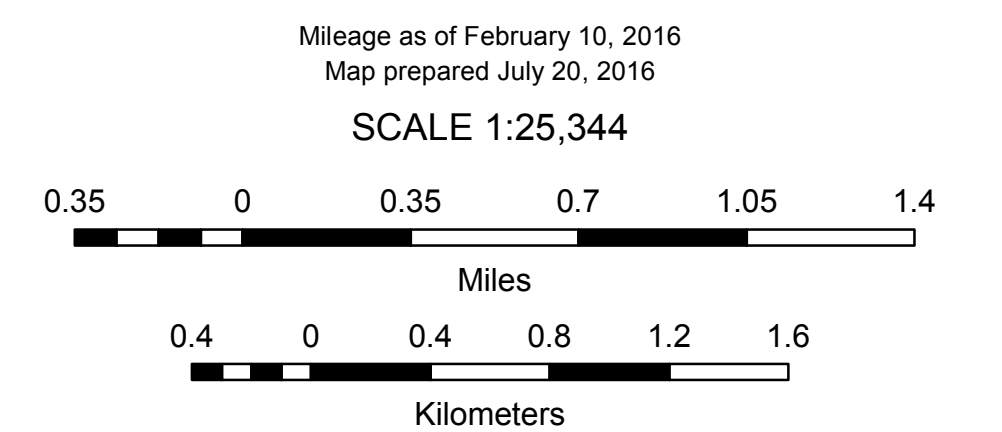 Mileage as of February 10, 2016
Map prepared July 20, 2016
SCALE 1:25,344
0.35 0 0.35 0.7 1.05 1.4
Miles
0.4 0 0.4 0.8 1.2 1.6
Kilometers